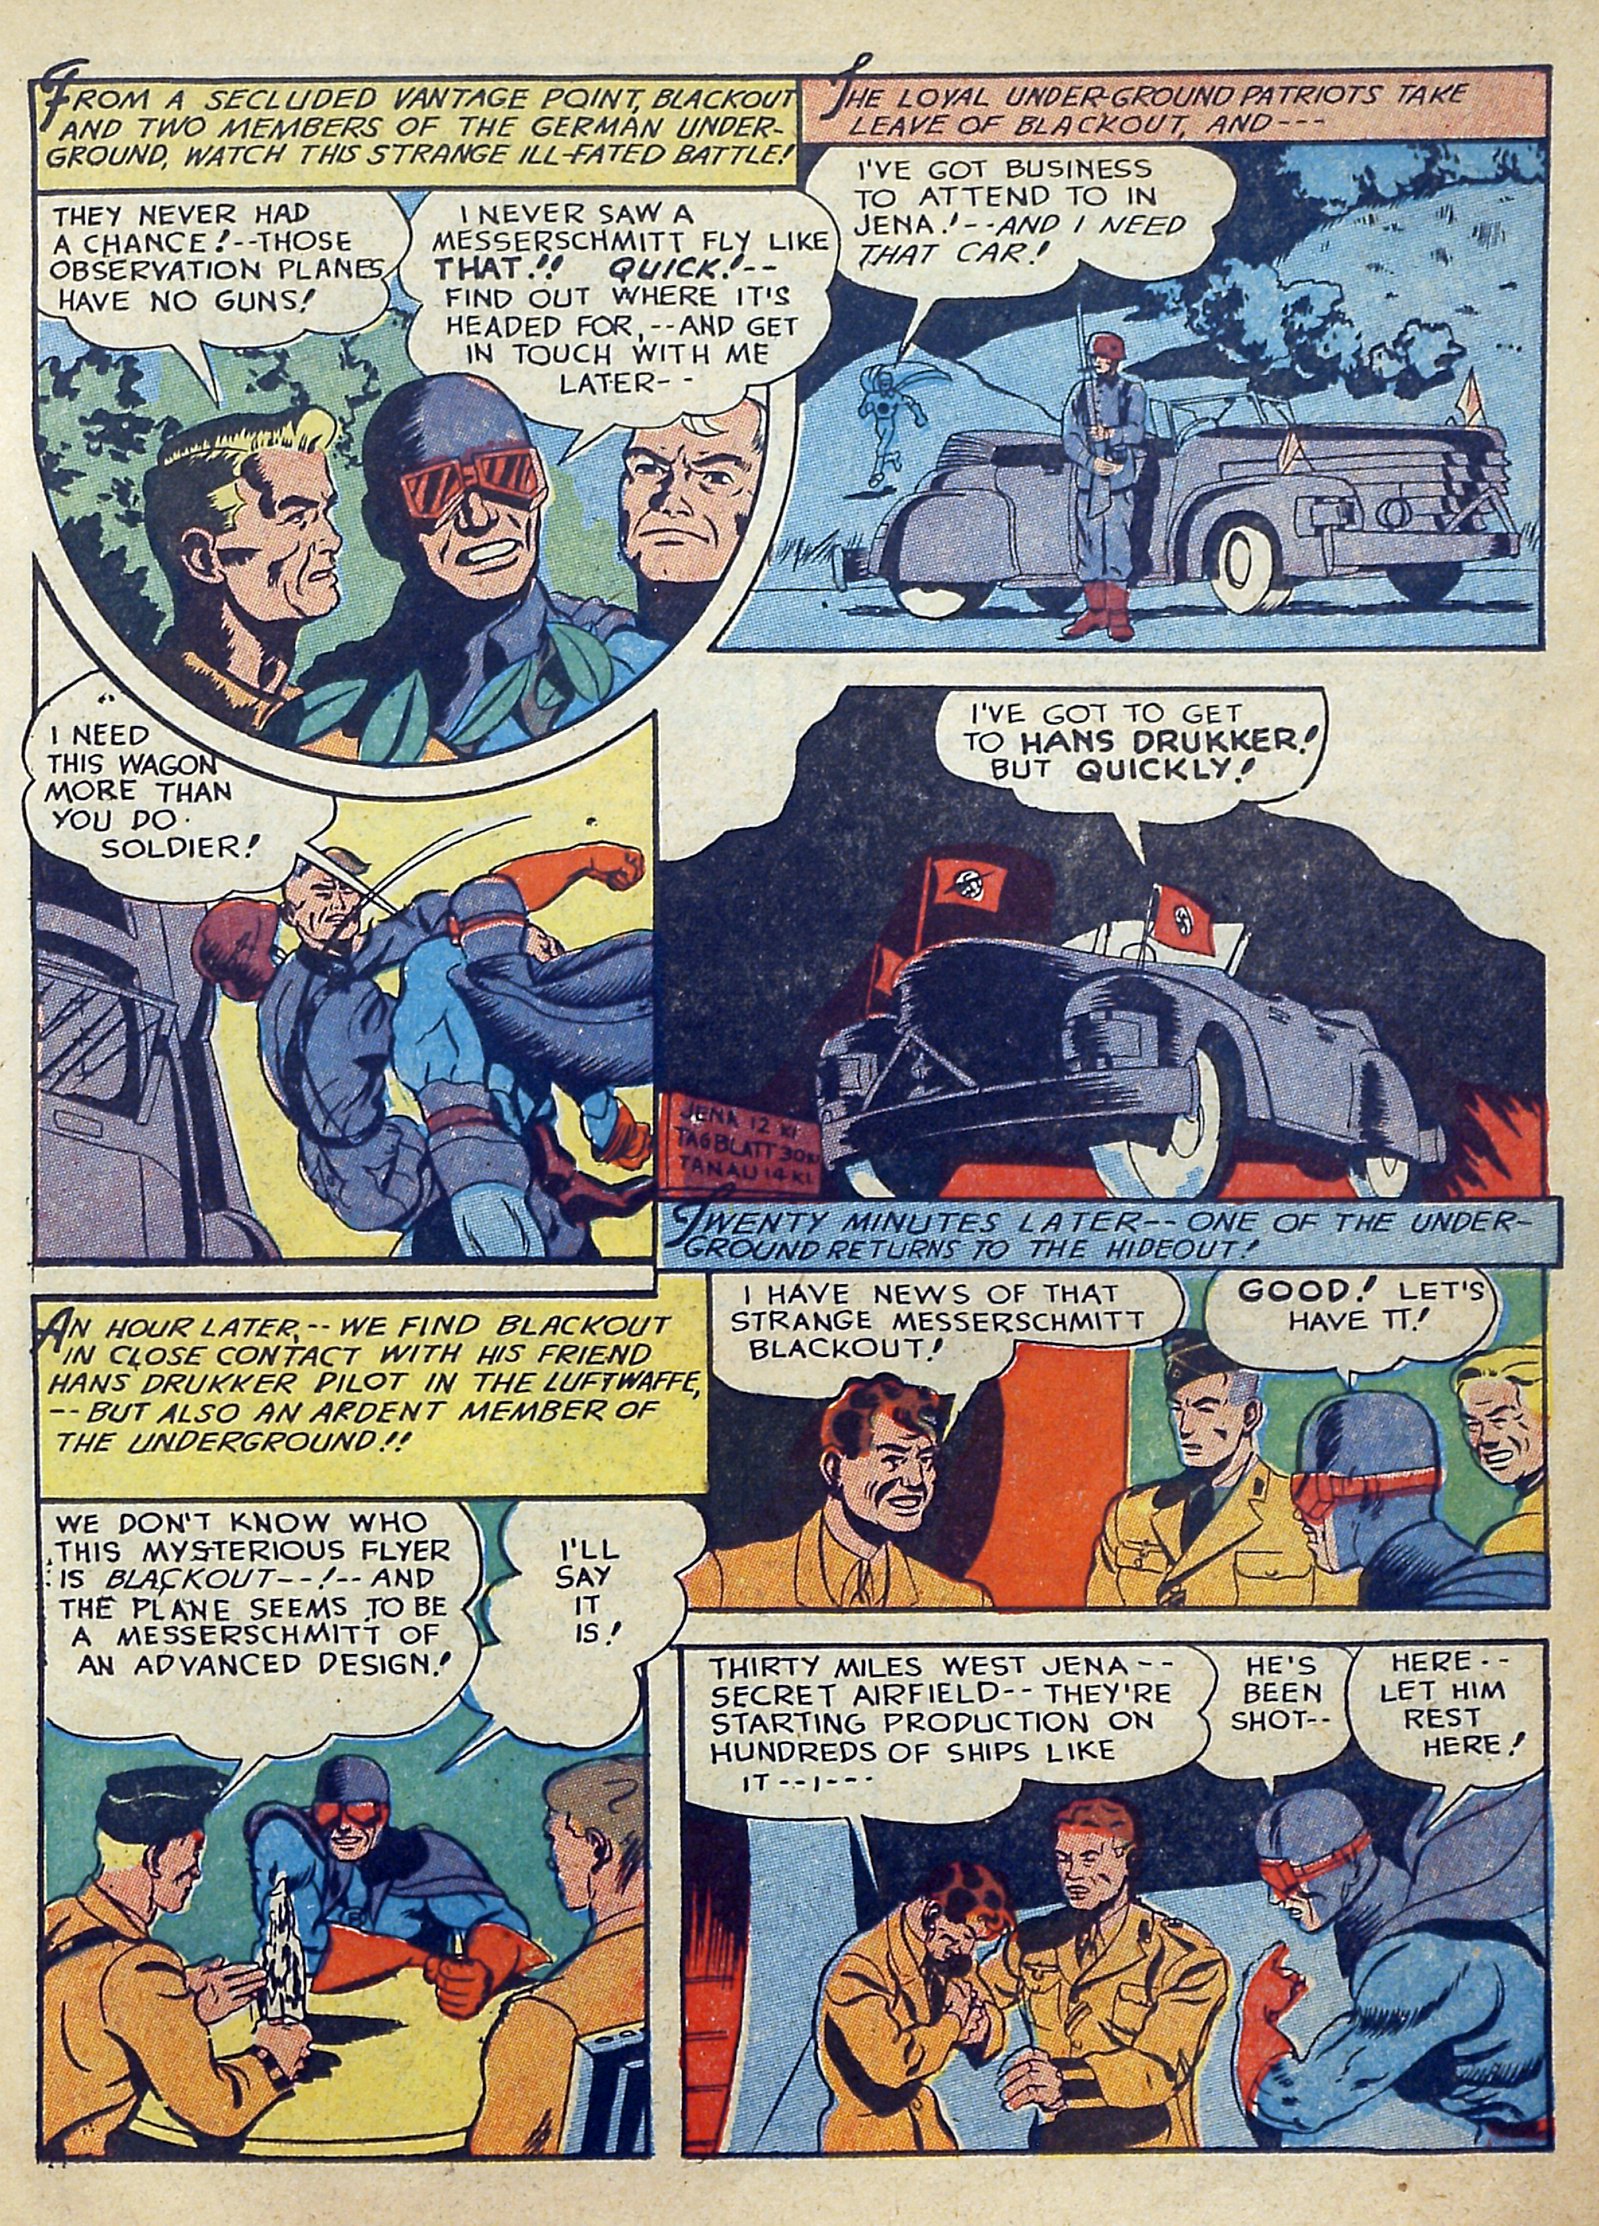 FROM A SECLUDED VANTAGE POINT, BLACKOUT
AND TWO MEMBERS OF THE GERMAN UNDER-
GROUND, WATCH THIS STRANGE ILL-FATED BATTLE!
THEY NEVER HAD
A CHANCE!--THOSE
OBSERVATION PLANES
HAVE NO GUNS!
I NEVER SAW A
MESSERSCHMITT FLY LIKE
THAT!!! QUICK!--
FIND OUT WHERE IT'S
HEADED FOR,--AND GET
IN TOUCH WITH ME
LATER--
THE LOYAL UNDER-GROUND PATRIOTS TAKE
LEAVE OF BLACKOUT, AND---
I'VE GOT BUSINESS
TO ATTEND TO IN
JENA!--AND I NEED
THAT CAR!
I NEED
THIS WAGON
MORE THAN
YOU DO.
SOLDIER!
I'VE GOT TO GET
TO HANS DRUKKER!
BUT QUICKLY!
JENA 12 KI.
TAGBLATT 30 KI
TANAU 14 KI.
AN HOUR LATER,--WE FIND BLACKOUT
IN CLOSE CONTACT WITH HIS FRIEND
HANS DRUKKER PILOT IN THE LUFTWAFFE,
--BUT ALSO AN ARDENT MEMBER OF
THE UNDERGROUND!!
WE DON'T KNOW WHO
THIS MYSTERIOUS FLYER
IS BLACKOUT--!--AND
THE PLANE SEEMS TO BE
A MESSERSCHMITT OF
AN ADVANCED DESIGN!
I'LL
SAY
IT
IS!
TWENTY MINUTES LATER--ONE OF THE UNDER-
GROUND RETURNS TO THE HIDEOUT!
I HAVE NEWS OF THAT
STRANGE MESSERSCHMITT
BLACKOUT!
GOOD! LET'S
HAVE IT!
THIRTY MILES WEST JENA--
SECRET AIRFIELD--THEY'RE
STARTING PRODUCTION ON
HUNDREDS OF SHIPS LIKE
IT--I---
HE'S
BEEN
SHOT--
HERE--
LET HIM
REST
HERE!